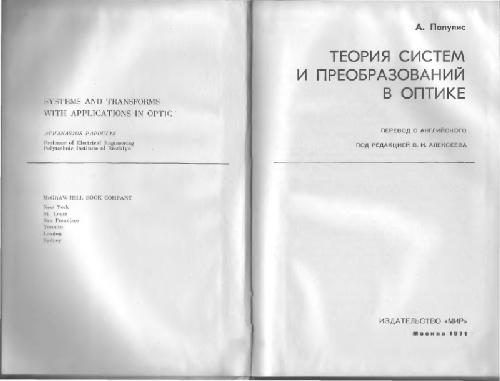 SYSTEMS AND TRANSFORMS
WITH APPLICATIONS IN OPTIC
ATHANASIOS PAPOULIS
Professor of Electrical Engineering
Polytechnic Institute of Brooklyn
McGRAW-HILL BOOK COMPANY
New York
St. Louis
San Francisco
Toronto
London
Sydney
А. Папулис
ТЕОРИЯ СИСТЕМ
И ПРЕОБРАЗОВАНИЙ
В ОПТИКЕ
ПЕРЕВОД С АНГЛИЙСКОГО
ПОД РЕДАКЦИЕЙ В. И. АЛЕКСЕЕВА
ИЗДАТЕЛЬСТВО «МИР»
Москва 1971